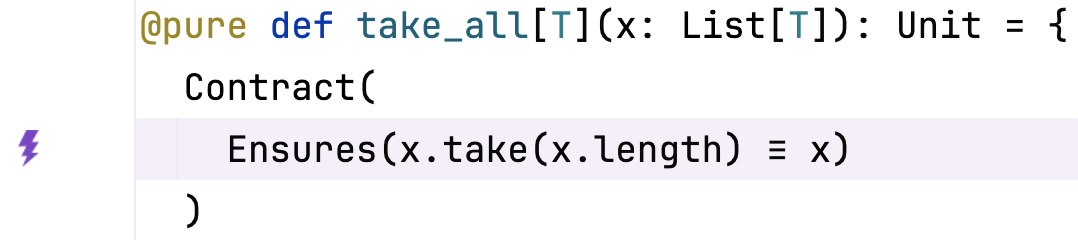 @pure def take_all[T](x: List[T]): Unit = {
Contract(
Ensures(x.take(x.length) ≡ x)
)